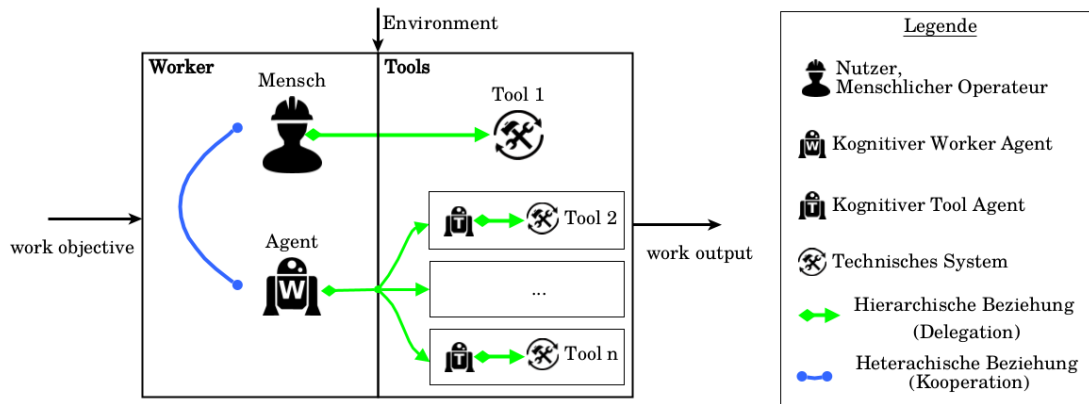 Environment
Worker
Tools
Mensch
Tool 1
work objective
Agent
W
T
Tool 2
...
T
Tool n
work output
Legende
Nutzer,
Menschlicher Operateur
W
Kognitiver Worker Agent
T
Kognitiver Tool Agent
Technisches System
Hierarchische Beziehung
(Delegation)
Heterachische Beziehung
(Kooperation)